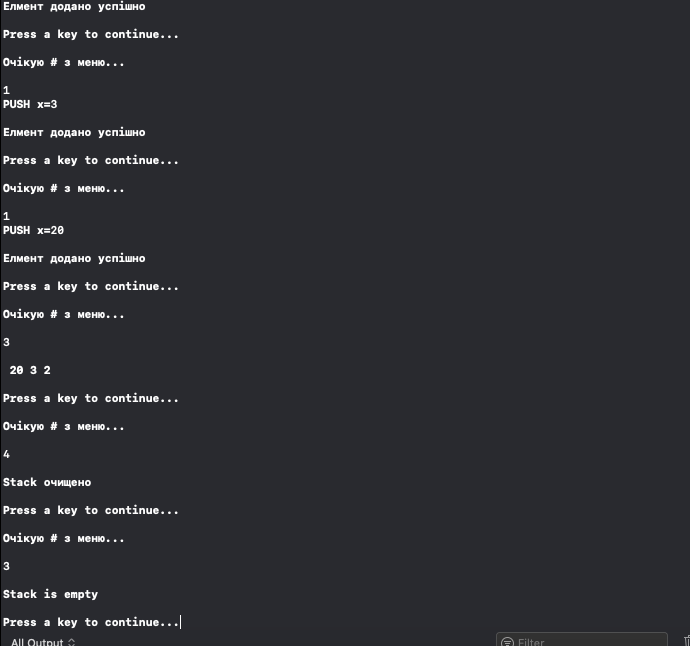 Елмент додано успішно
Press a key to continue...
Очікую # з меню...
1
PUSH x=3
Елмент додано успішно
Press a key to continue...
Очікую # з меню...
1
PUSH x=20
Елмент додано успішно
Press a key to continue...
Очікую # з меню...
3
20 3 2
Press a key to continue...
Очікую # з меню...
4
Stack очищено
Press a key to continue...
Очікую # з меню...
3
Stack is empty
Press a key to continue...
All Output
Filter